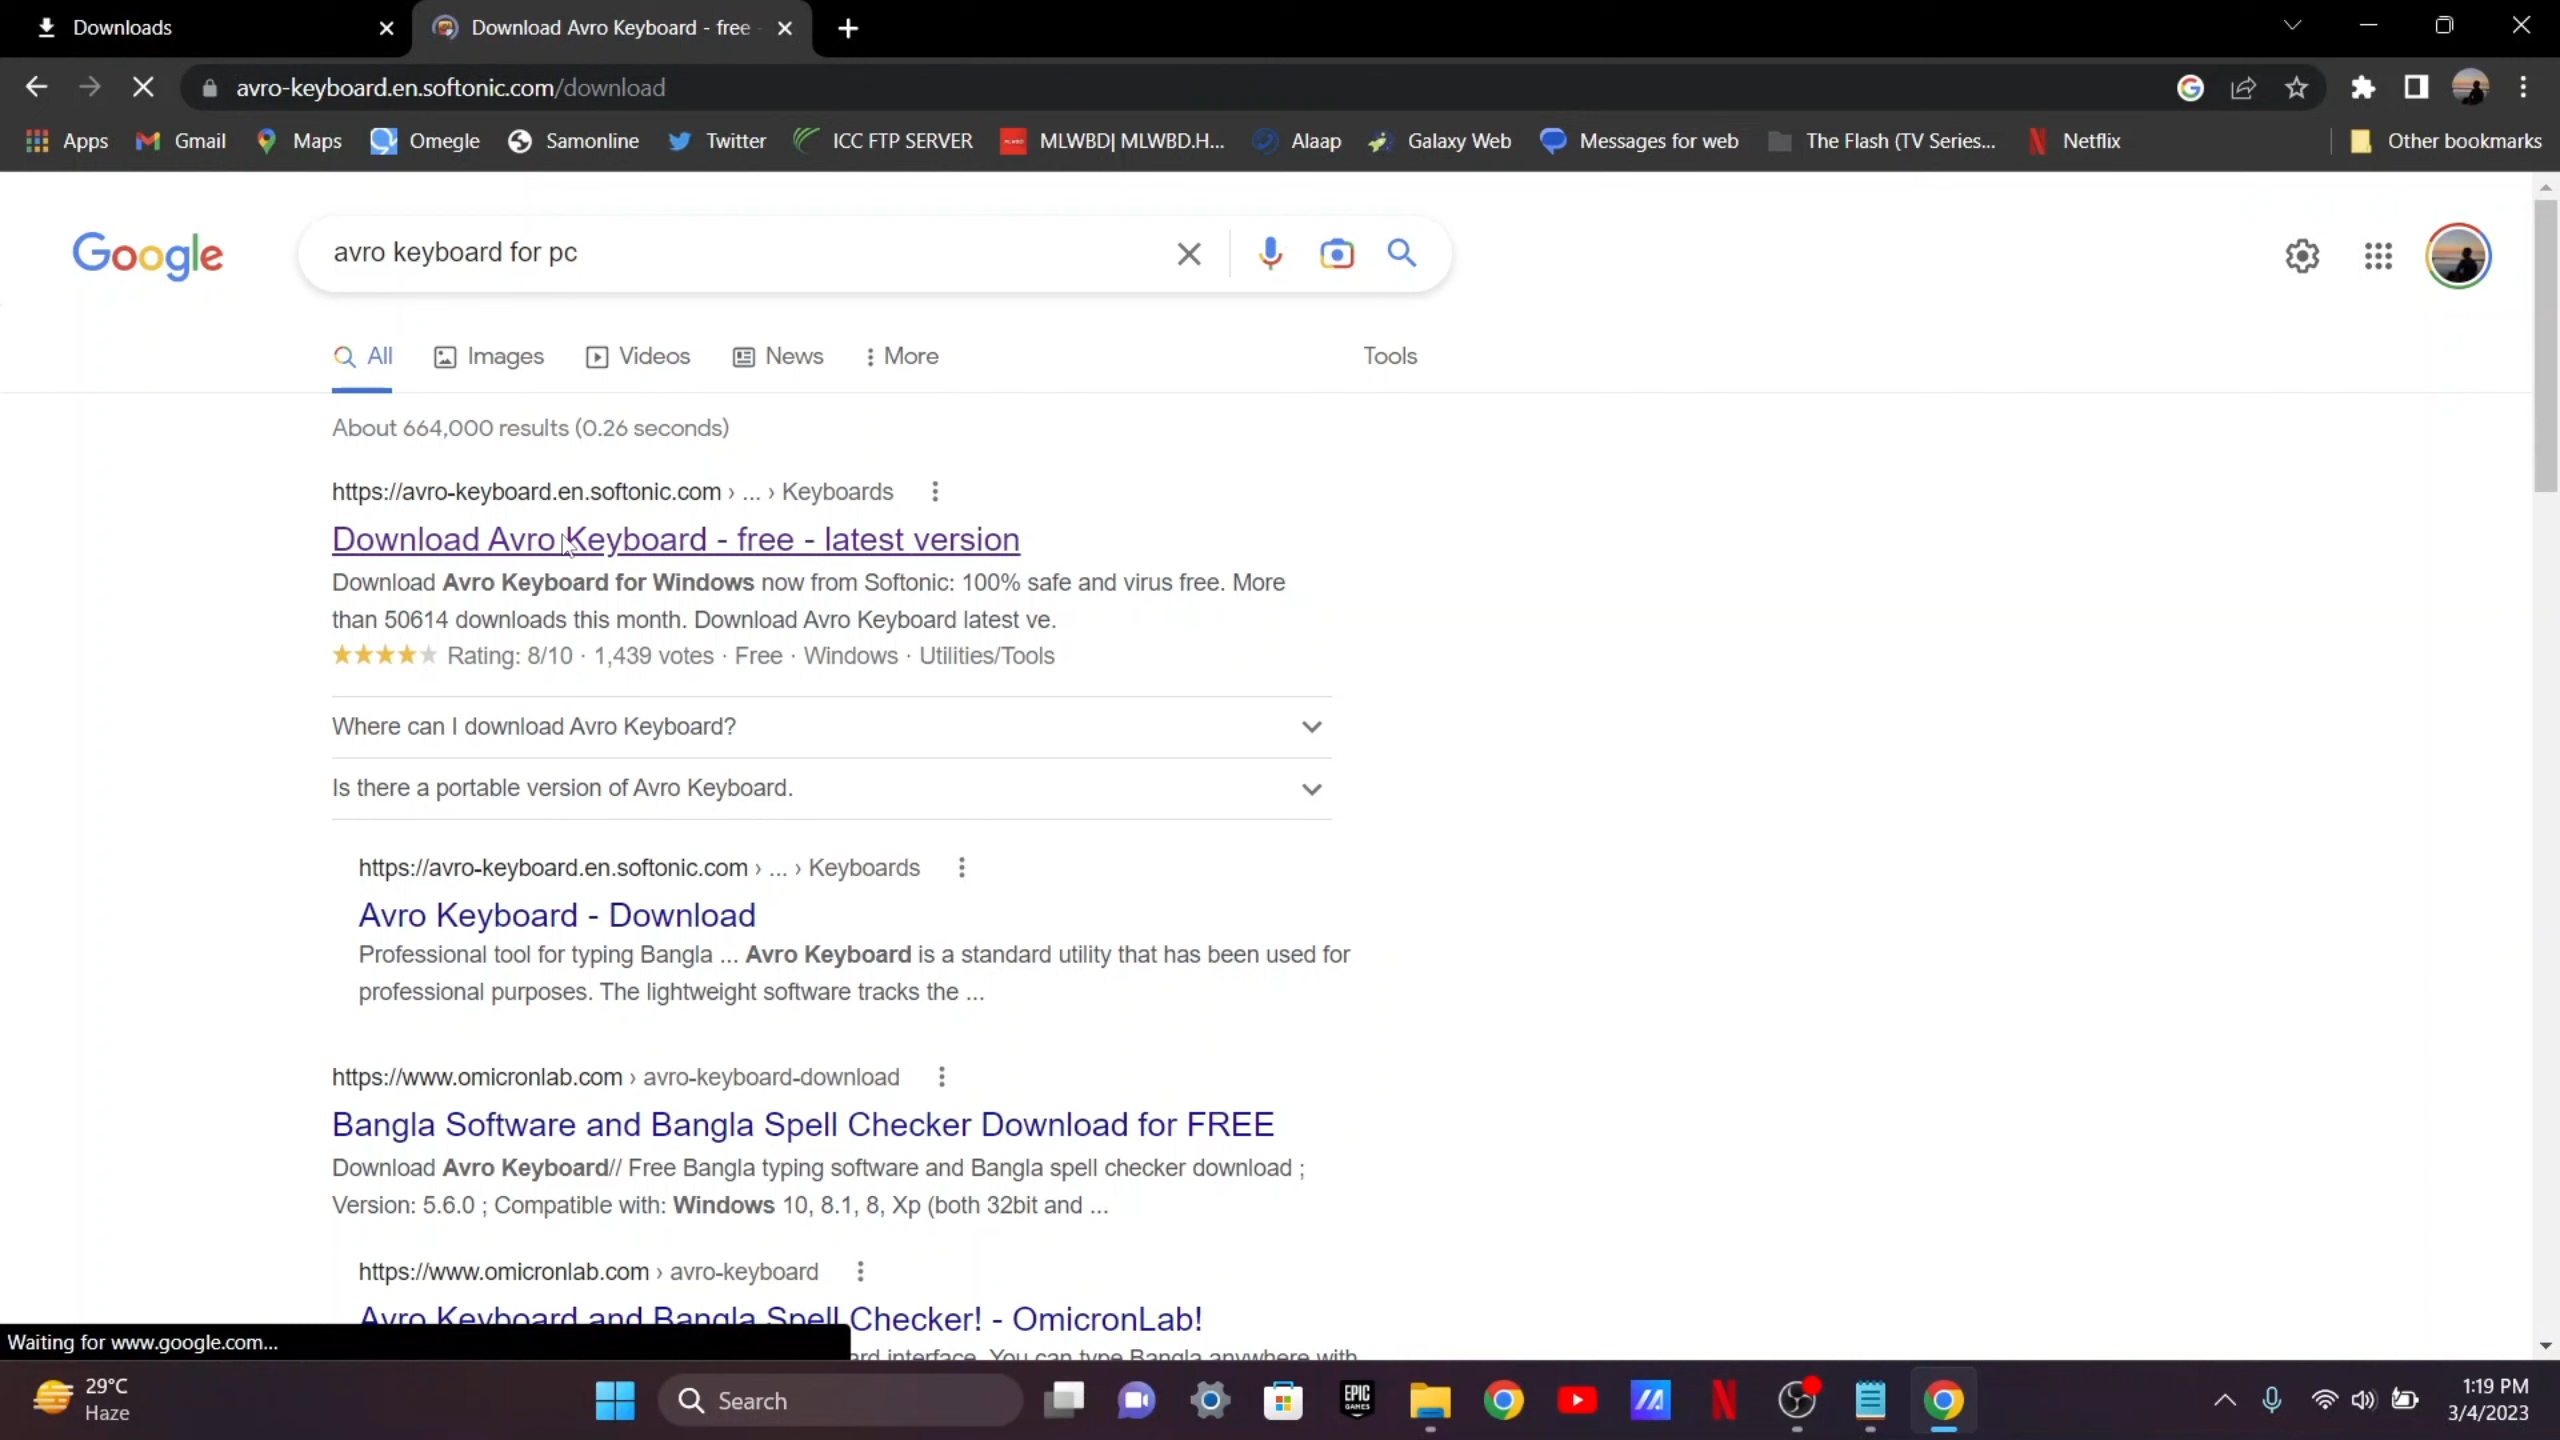 Downloads
Download Avro Keyboard - free -
avro-keyboard.en.softonic.com/download
Apps Gmail Maps Omegle Samonline Twitter ICC FTP SERVER MLWBD| MLWBD.H... Alaap Galaxy Web Messages for web The Flash (TV Series... Netflix Other bookmarks
Google
avro keyboard for pc
All Images Videos News More Tools
About 664,000 results (0.26 seconds)
https://avro-keyboard.en.softonic.com › ... › Keyboards
Download Avro Keyboard - free - latest version
Download Avro Keyboard for Windows now from Softonic: 100% safe and virus free. More
than 50614 downloads this month. Download Avro Keyboard latest ve.
Rating: 8/10 · 1,439 votes · Free · Windows · Utilities/Tools
Where can I download Avro Keyboard?
Is there a portable version of Avro Keyboard.
https://avro-keyboard.en.softonic.com › ... › Keyboards
Avro Keyboard - Download
Professional tool for typing Bangla ... Avro Keyboard is a standard utility that has been used for
professional purposes. The lightweight software tracks the ...
https://www.omicronlab.com › avro-keyboard-download
Bangla Software and Bangla Spell Checker Download for FREE
Download Avro Keyboard// Free Bangla typing software and Bangla spell checker download ;
Version: 5.6.0 ; Compatible with: Windows 10, 8.1, 8, Xp (both 32bit and ...
https://www.omicronlab.com › avro-keyboard
Avro Keyboard and Bangla Spell Checker! - OmicronLab!
Waiting for www.google.com...
interface. You can type Bangla anywhere with
29°C
Haze
Search
EPIC
GAMES
1:19 PM
3/4/2023